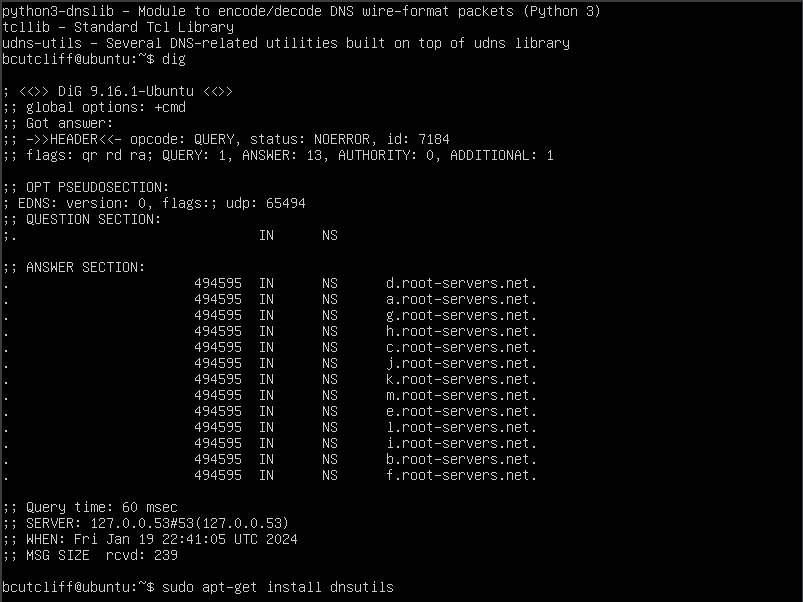 python3-dnslib - Module to encode/decode DNS wire-format packets (Python 3)
tcllib - Standard Tcl Library
udns-utils - Several DNS-related utilities built on top of udns library
bcutcliff@ubuntu:~$ dig
; <<>> DiG 9.16.1-Ubuntu <<>>
;; global options: +cmd
;; Got answer:
;; ->>HEADER<<- opcode: QUERY, status: NOERROR, id: 7184
;; flags: qr rd ra; QUERY: 1, ANSWER: 13, AUTHORITY: 0, ADDITIONAL: 1
;; OPT PSEUDOSECTION:
; EDNS: version: 0, flags:; udp: 65494
;; QUESTION SECTION:
;. IN NS
;; ANSWER SECTION:
. 494595 IN NS d.root-servers.net.
. 494595 IN NS a.root-servers.net.
. 494595 IN NS g.root-servers.net.
. 494595 IN NS h.root-servers.net.
. 494595 IN NS c.root-servers.net.
. 494595 IN NS j.root-servers.net.
. 494595 IN NS k.root-servers.net.
. 494595 IN NS m.root-servers.net.
. 494595 IN NS e.root-servers.net.
. 494595 IN NS l.root-servers.net.
. 494595 IN NS i.root-servers.net.
. 494595 IN NS b.root-servers.net.
. 494595 IN NS f.root-servers.net.
;; Query time: 60 msec
;; SERVER: 127.0.0.53#53(127.0.0.53)
;; WHEN: Fri Jan 19 22:41:05 UTC 2024
;; MSG SIZE  rcvd: 239
bcutcliff@ubuntu:~$ sudo apt-get install dnsutils